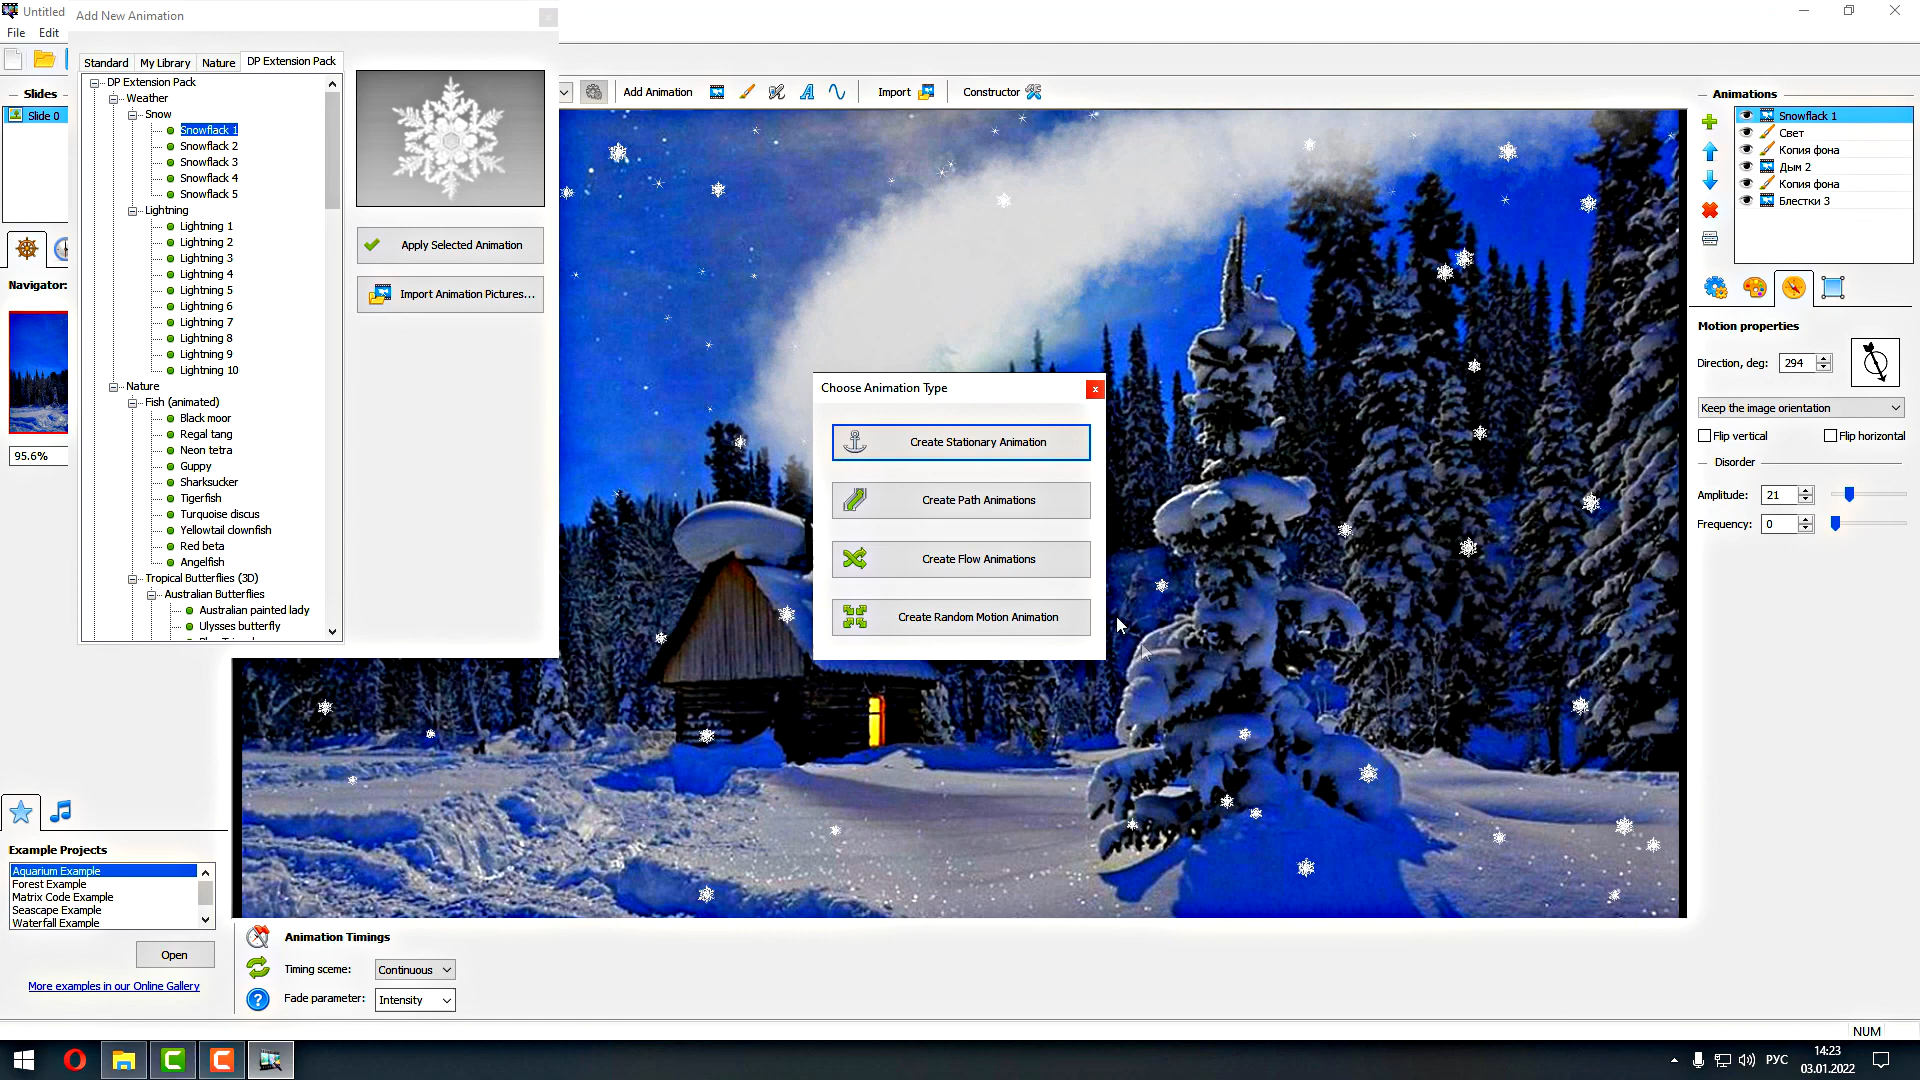 Untitled
Add New Animation
File
Edit
Standard
My Library
Nature
DP Extension Pack
DP Extension Pack
Weather
Snow
Snowflack 1
Snowflack 2
Snowflack 3
Snowflack 4
Snowflack 5
Lightning
Lightning 1
Lightning 2
Lightning 3
Lightning 4
Lightning 5
Lightning 6
Lightning 7
Lightning 8
Lightning 9
Lightning 10
Nature
Fish (animated)
Black moor
Regal tang
Neon tetra
Guppy
Sharksucker
Tigerfish
Turquoise discus
Yellowtail clownfish
Red beta
Angelfish
Tropical Butterflies (3D)
Australian Butterflies
Australian painted lady
Ulysses butterfly
Apply Selected Animation
Import Animation Pictures...
Slides
Slide 0
Navigator:
95.6%
Add Animation
Import
Constructor
Choose Animation Type
Create Stationary Animation
Create Path Animations
Create Flow Animations
Create Random Motion Animation
Animations
Snowflack 1
Свет
Копия фона
Дым 2
Копия фона
Блестки 3
Motion properties
Direction, deg:
294
Keep the image orientation
Flip vertical
Flip horizontal
Disorder
Amplitude:
21
Frequency:
0
Example Projects
Aquarium Example
Forest Example
Matrix Code Example
Seascape Example
Waterfall Example
Open
More examples in our Online Gallery
Animation Timings
Timing sceme:
Continuous
Fade parameter:
Intensity
NUM
РУС
14:23
03.01.2022